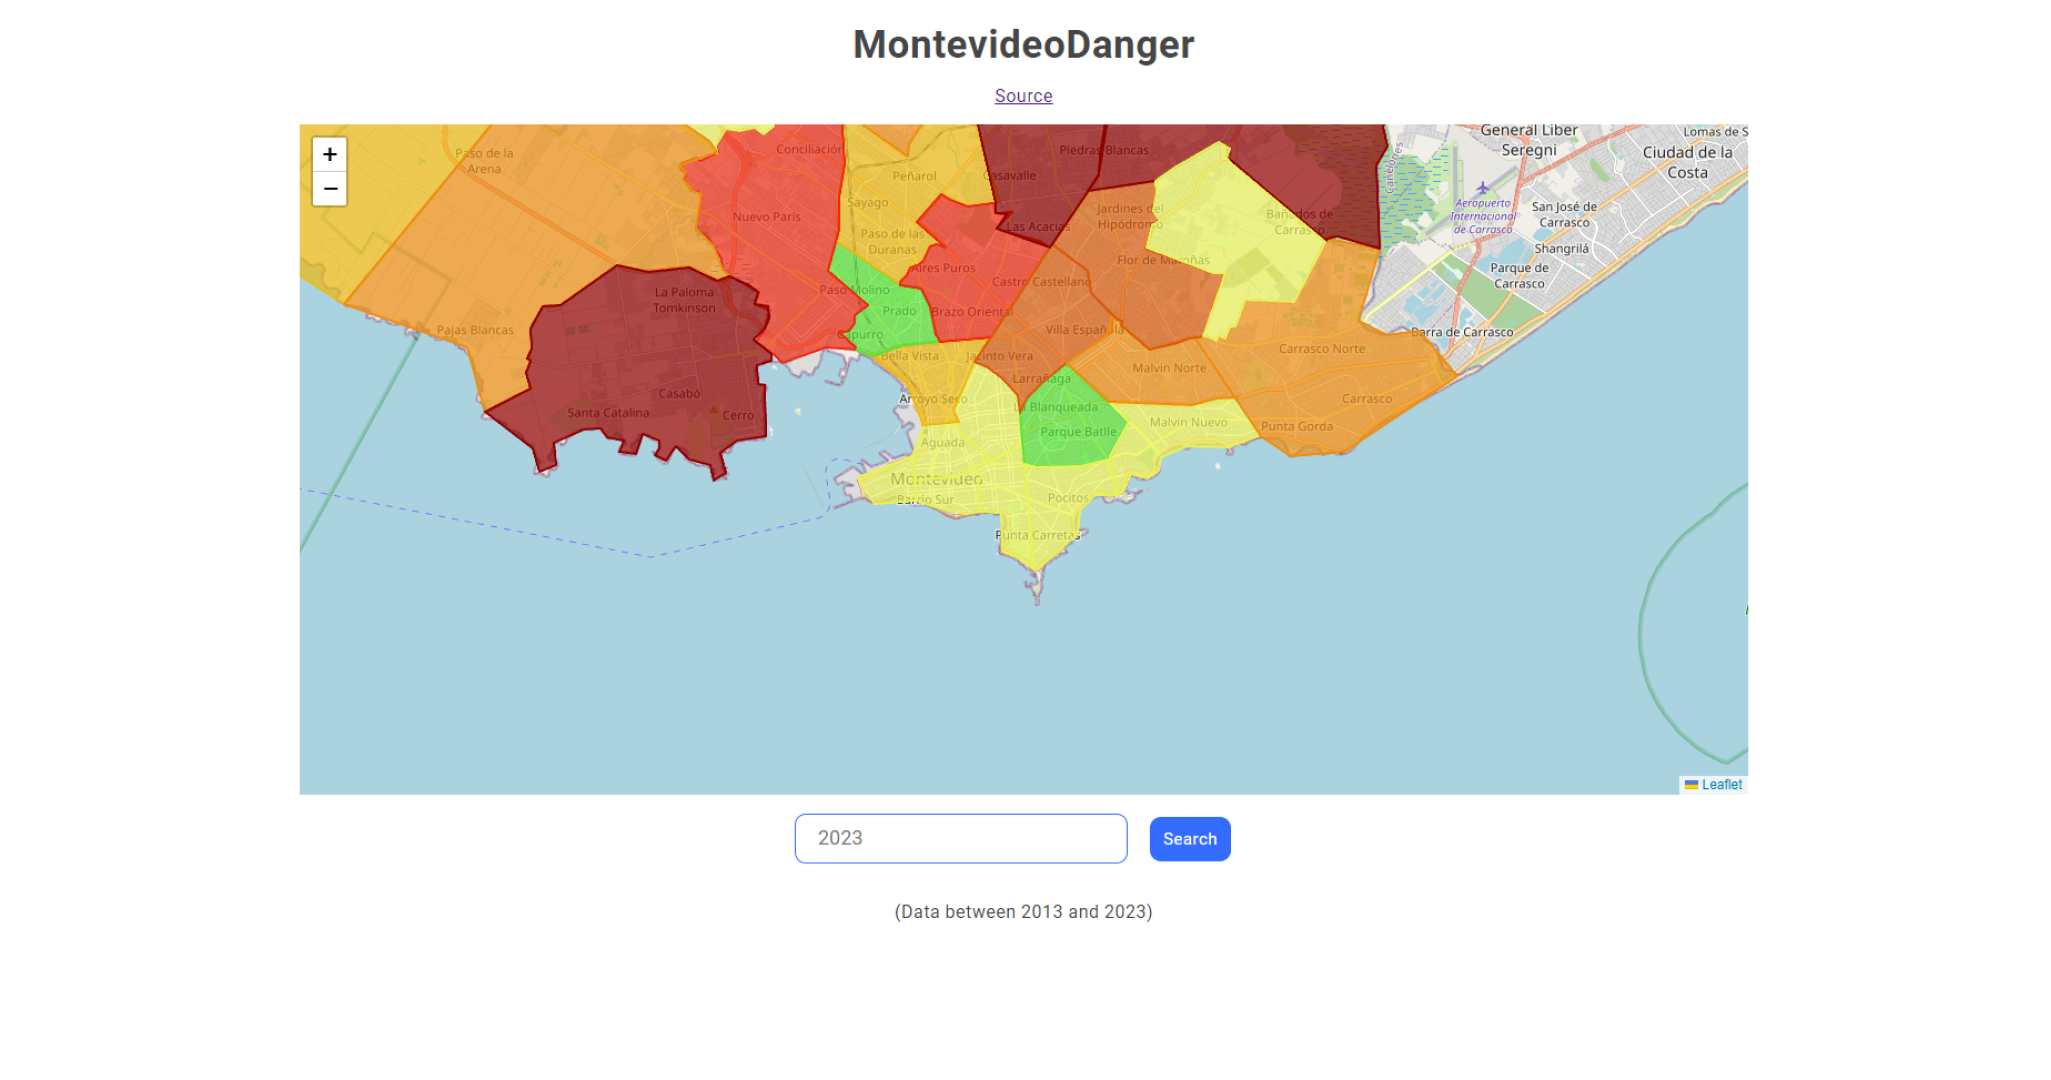 MontevideoDanger
Source
+
−
Paso de la
Arena
Conciliación
Peñarol
Casavalle
Piedras Blancas
General Liber
Seregni
Lomas de S
Ciudad de la
Costa
Canelones
Nuevo París
Sayago
Paso de las
Duranas
Las Acacias
Jardines del
Hipódromo
Bañados de
Carrasco
Aeropuerto
Internacional
de Carrasco
San José de
Carrasco
Shangrilá
Parque de
Carrasco
La Paloma
Tomkinson
Paso Molino
Aires Puros
Castro Castellanos
Flor de Maroñas
Pajas Blancas
Prado
Brazo Oriental
Capurro
Villa Española
Barra de Carrasco
Bella Vista
Jacinto Vera
Carrasco Norte
Malvín Norte
Larrañaga
Casabó
Arroyo Seco
La Blanqueada
Carrasco
Santa Catalina
Cerro
Parque Batlle
Malvín Nuevo
Punta Gorda
Aguada
Montevideo
Barrio Sur
Pocitos
Punta Carretas
Leaflet
2023
Search
(Data between 2013 and 2023)